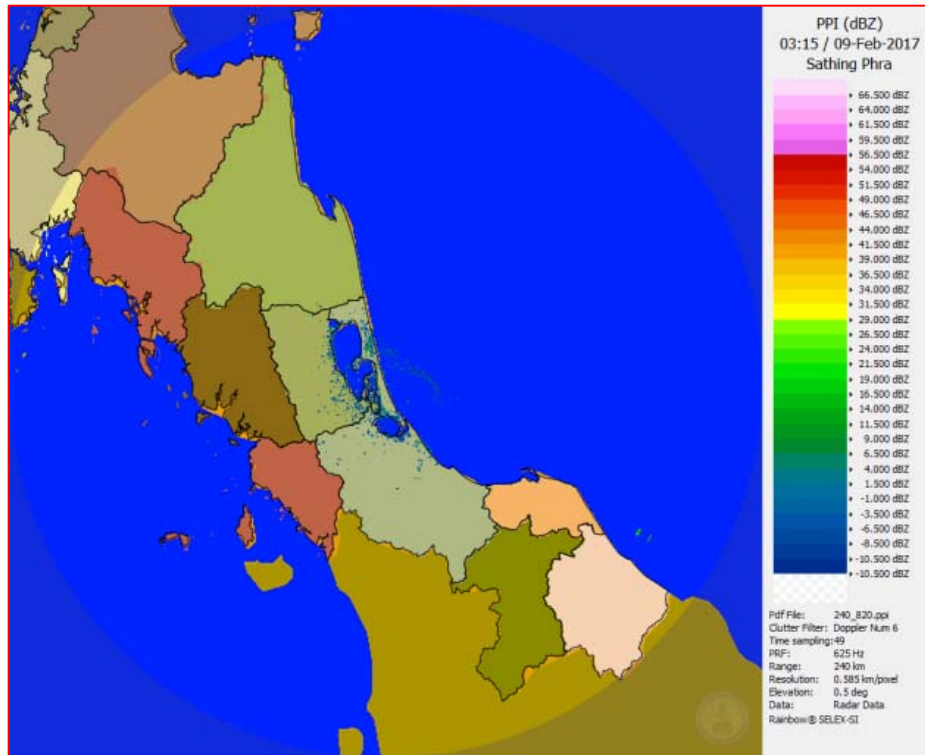 PPI (dBZ)
03:15 / 09-Feb-2017
Sathing Phra
66.500 dBZ
64.000 dBZ
61.500 dBZ
59.500 dBZ
56.500 dBZ
54.000 dBZ
51.500 dBZ
49.000 dBZ
46.500 dBZ
44.000 dBZ
41.500 dBZ
39.000 dBZ
36.500 dBZ
34.000 dBZ
31.500 dBZ
29.000 dBZ
26.500 dBZ
24.000 dBZ
21.500 dBZ
19.000 dBZ
16.500 dBZ
14.000 dBZ
11.500 dBZ
9.000 dBZ
6.500 dBZ
4.000 dBZ
1.500 dBZ
-1.000 dBZ
-3.500 dBZ
-6.500 dBZ
-8.500 dBZ
-10.500 dBZ
-10.500 dBZ
Pdf File: 240_820.ppi
Clutter Filter: Doppler Num 6
Time sampling:49
PRF: 625 Hz
Range: 240 km
Resolution: 0.585 km/pixel
Elevation: 0.5 deg
Data: Radar Data
Rainbow® SELEX-SI